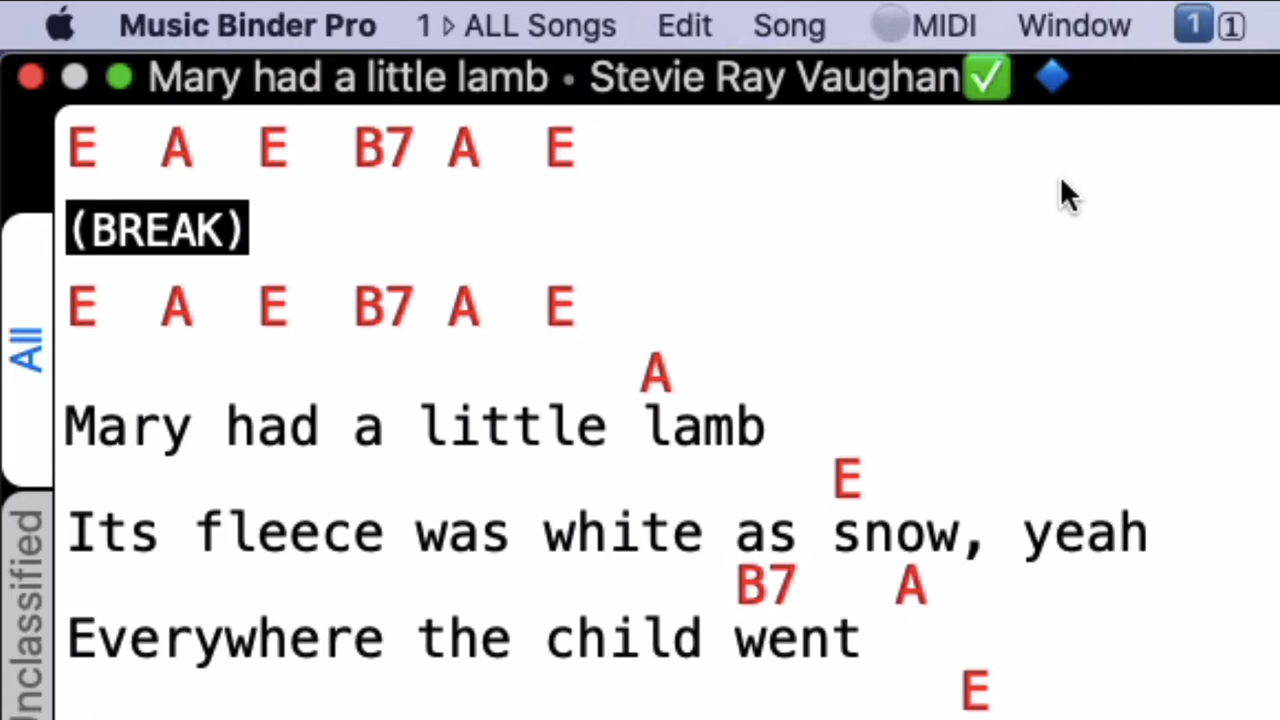 Music Binder Pro 1 ▹ ALL Songs Edit Song MIDI Window 1 1
Mary had a little lamb • Stevie Ray Vaughan✅ 🔷
E A E B7 A E
(BREAK)
E A E B7 A E
A
Mary had a little lamb
E
Its fleece was white as snow, yeah
B7 A
Everywhere the child went
E
All
Unclassified